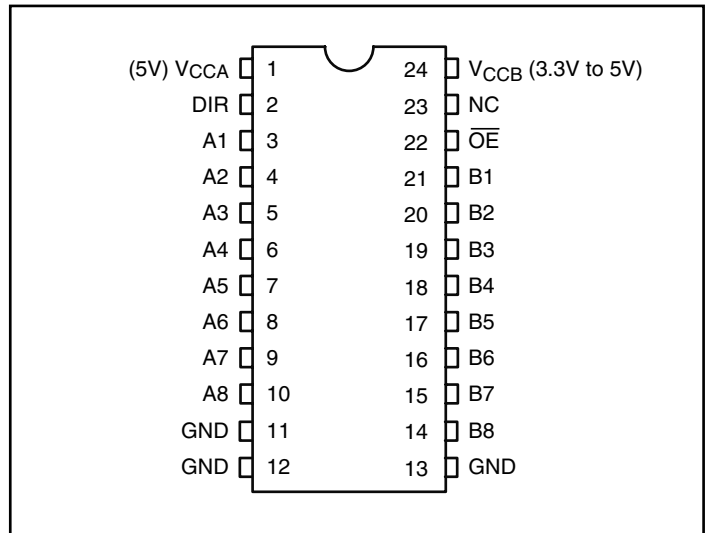 (5V) VCCA 1 24 VCCB (3.3V to 5V)
DIR 2 23 NC
A1 3 22 O̅E̅
A2 4 21 B1
A3 5 20 B2
A4 6 19 B3
A5 7 18 B4
A6 8 17 B5
A7 9 16 B6
A8 10 15 B7
GND 11 14 B8
GND 12 13 GND